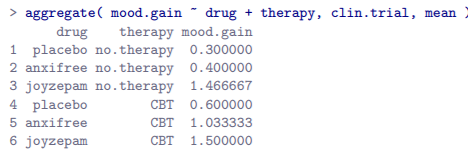 > aggregate( mood.gain ~ drug + therapy, clin.trial, mean )
drug therapy mood.gain
1 placebo no.therapy 0.300000
2 anxifree no.therapy 0.400000
3 joyzepam no.therapy 1.466667
4 placebo CBT 0.600000
5 anxifree CBT 1.033333
6 joyzepam CBT 1.500000